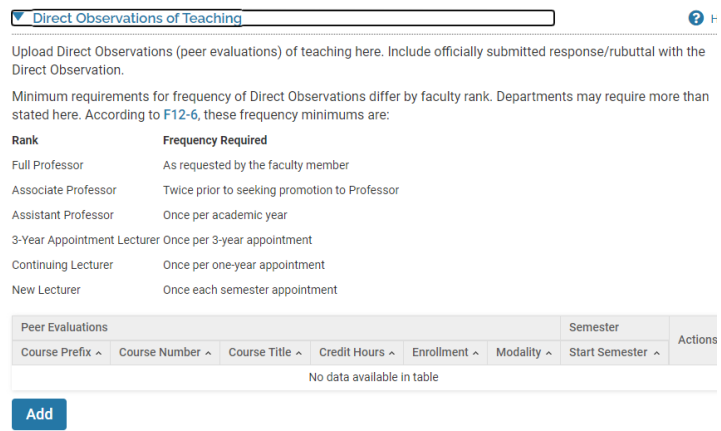 Direct Observations of Teaching
Upload Direct Observations (peer evaluations) of teaching here. Include officially submitted response/rubuttal with the
Direct Observation.
Minimum requirements for frequency of Direct Observations differ by faculty rank. Departments may require more than
stated here. According to F12-6, these frequency minimums are:
Rank Frequency Required
Full Professor As requested by the faculty member
Associate Professor Twice prior to seeking promotion to Professor
Assistant Professor Once per academic year
3-Year Appointment Lecturer Once per 3-year appointment
Continuing Lecturer Once per one-year appointment
New Lecturer Once each semester appointment
Peer Evaluations Semester Actions
Course Prefix Course Number Course Title Credit Hours Enrollment Modality Start Semester
No data available in table
Add